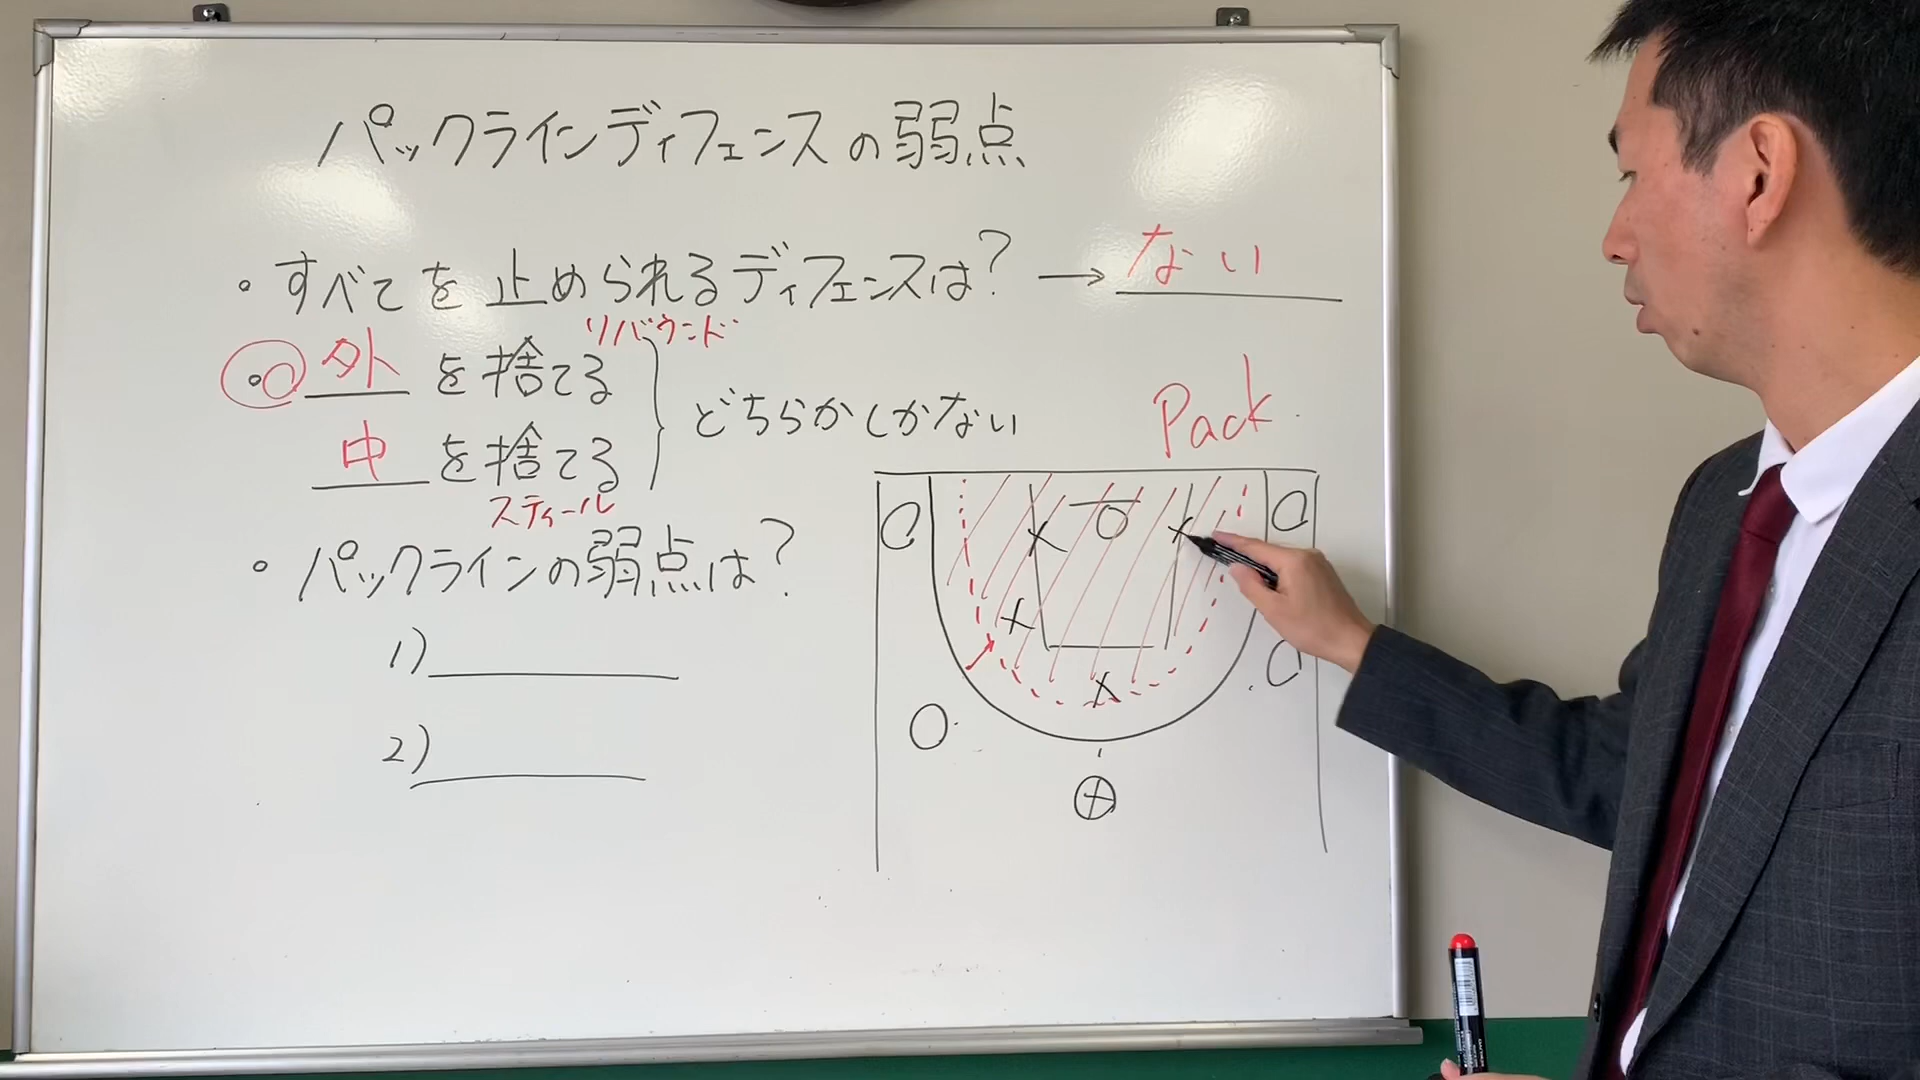 パックラインディフェンスの弱点
・すべてを止められるディフェンスは？→ない
リバウンド
・○外を捨てる
どちらかしかない
中を捨てる
スティール
・パックラインの弱点は？
1)
2)
Pack